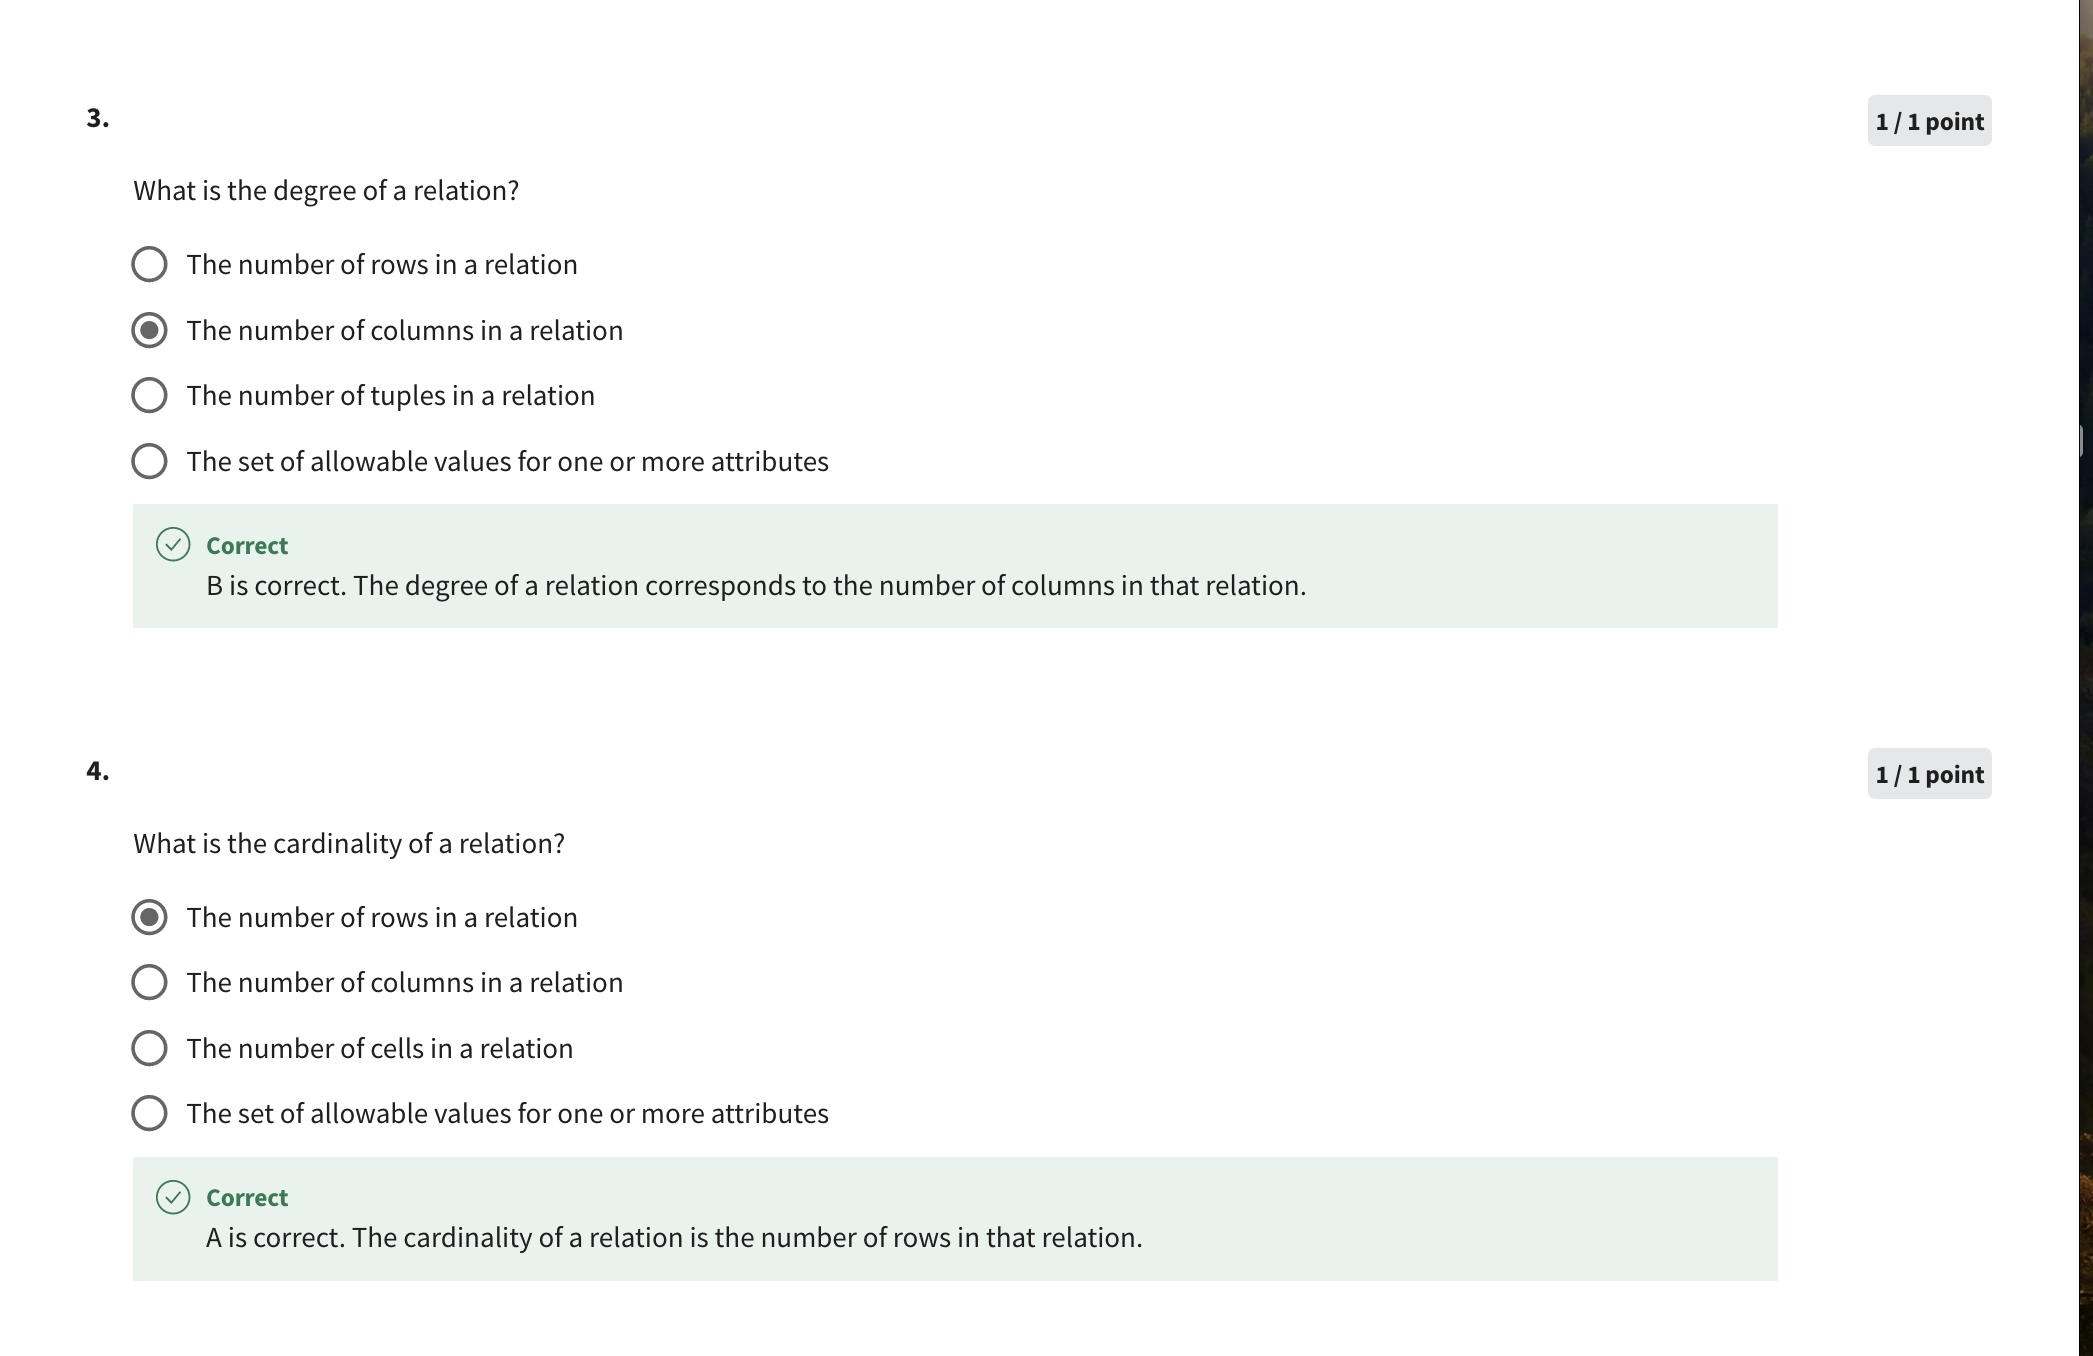 3.
1 / 1 point
What is the degree of a relation?
The number of rows in a relation
The number of columns in a relation
The number of tuples in a relation
The set of allowable values for one or more attributes
Correct
B is correct. The degree of a relation corresponds to the number of columns in that relation.
4.
1 / 1 point
What is the cardinality of a relation?
The number of rows in a relation
The number of columns in a relation
The number of cells in a relation
The set of allowable values for one or more attributes
Correct
A is correct. The cardinality of a relation is the number of rows in that relation.